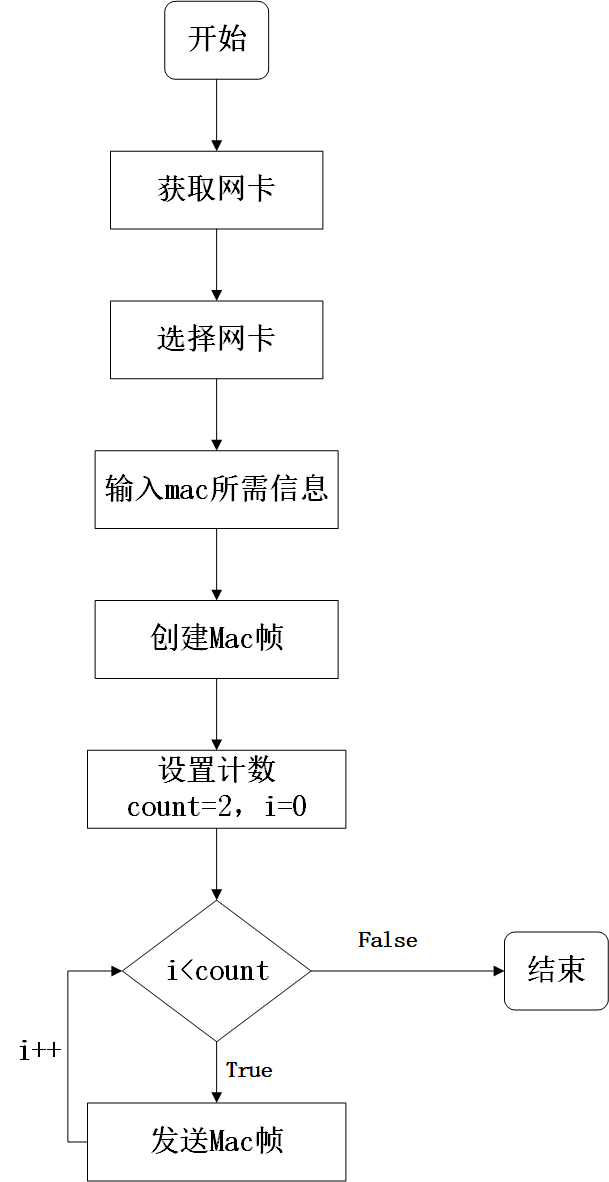 开始
获取网卡
选择网卡
输入mac所需信息
创建Mac帧
设置计数
count=2, i=0
i<count
False
结束
i++
True
发送Mac帧